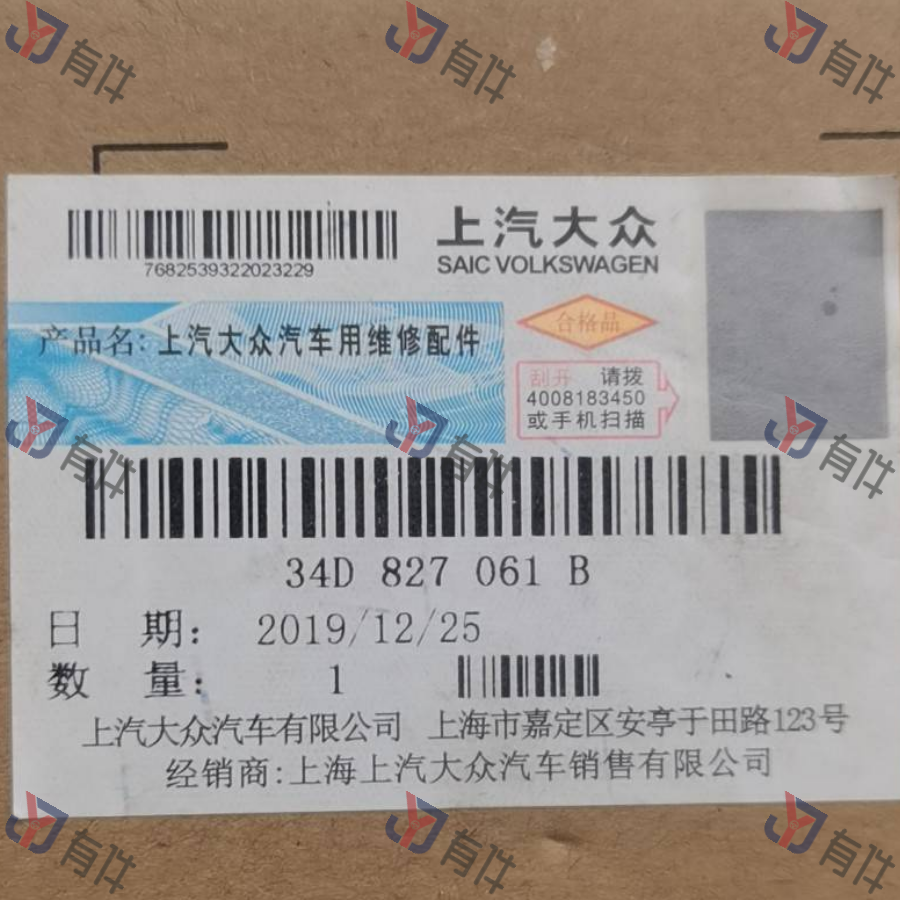 有件 有件 有件
上汽大众
SAIC VOLKSWAGEN
7682539322023229
产品名: 上汽大众汽车用维修配件
合格品
刮开 请拨
4008183450
或手机扫描
有件 有件 有件
34D 827 061 B
日 期: 2019/12/25
数 量: 1
上汽大众汽车有限公司 上海市嘉定区安亭于田路123号
经销商:上海上汽大众汽车销售有限公司
有件 有件 有件